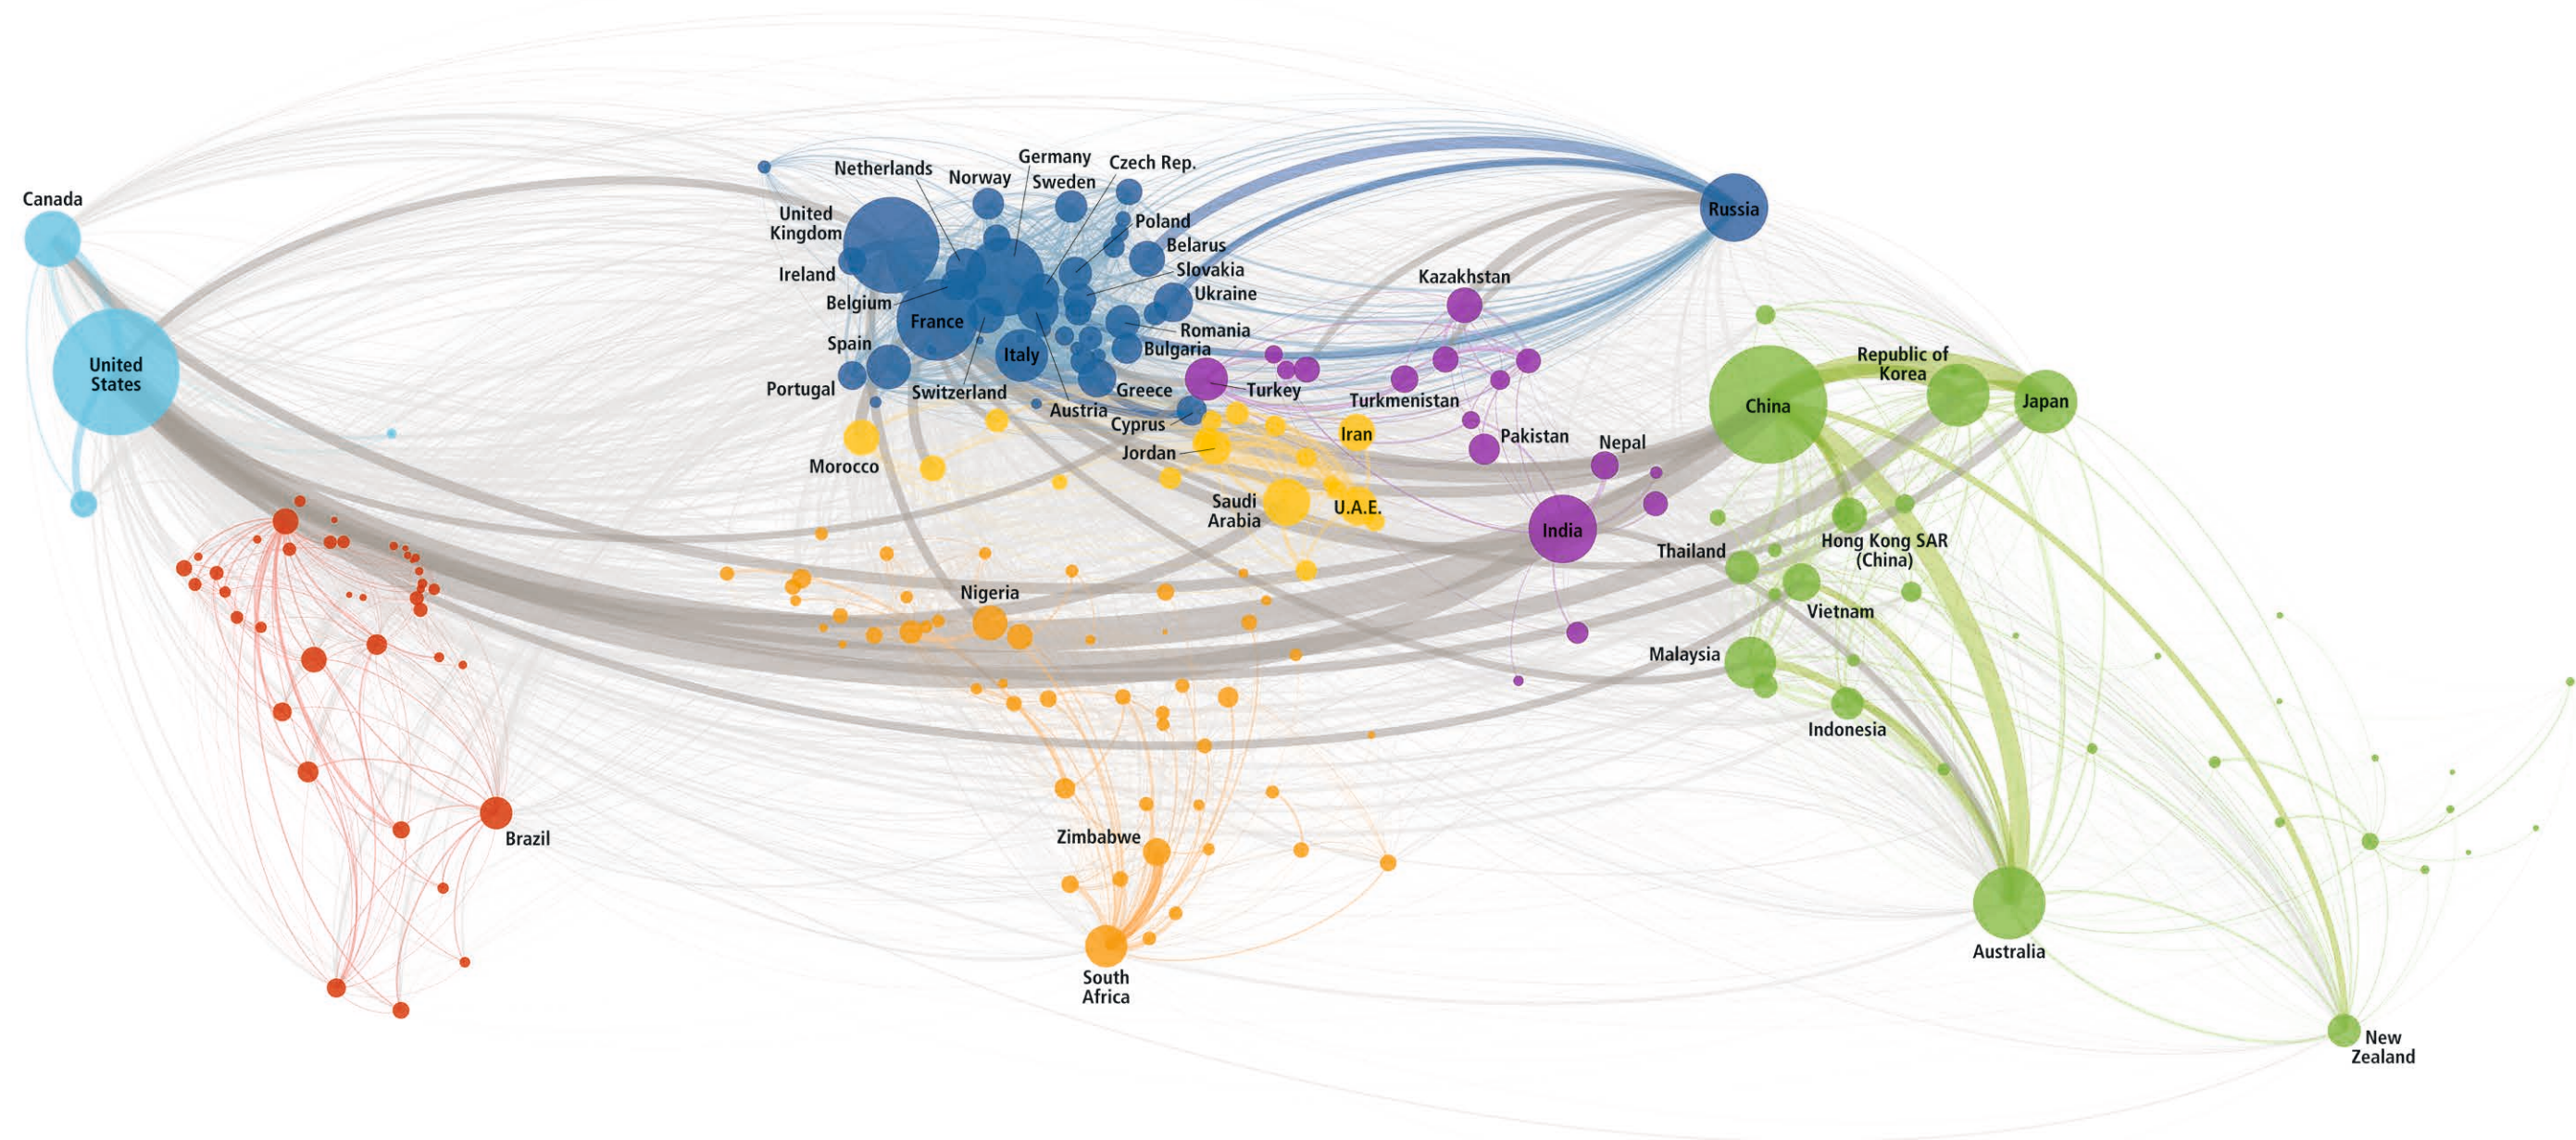 Canada
United
States
Brazil
Netherlands
Germany
Czech Rep.
Norway
Sweden
United
Kingdom
Poland
Belarus
Ireland
Slovakia
Belgium
Ukraine
France
Romania
Spain
Italy
Bulgaria
Portugal
Switzerland
Greece
Turkey
Austria
Cyprus
Morocco
Jordan
Iran
Saudi
Arabia
U.A.E.
Nigeria
Zimbabwe
South
Africa
Russia
Kazakhstan
Turkmenistan
Pakistan
Nepal
India
China
Republic of
Korea
Japan
Thailand
Hong Kong SAR
(China)
Vietnam
Malaysia
Indonesia
Australia
New
Zealand